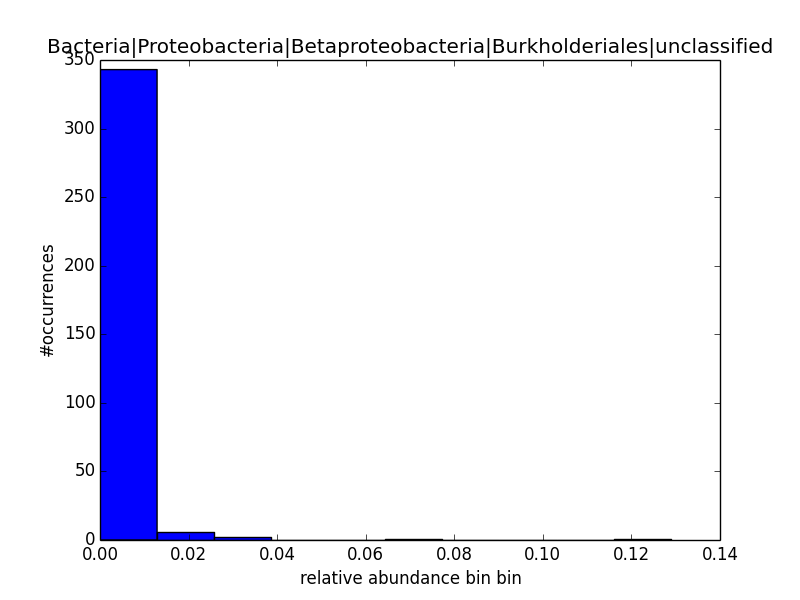 Bacteria|Proteobacteria|Betaproteobacteria|Burkholderiales|unclassified
350
300
250
200
150
100
50
0
#occurrences
0.00 0.02 0.04 0.06 0.08 0.10 0.12 0.14
relative abundance bin bin